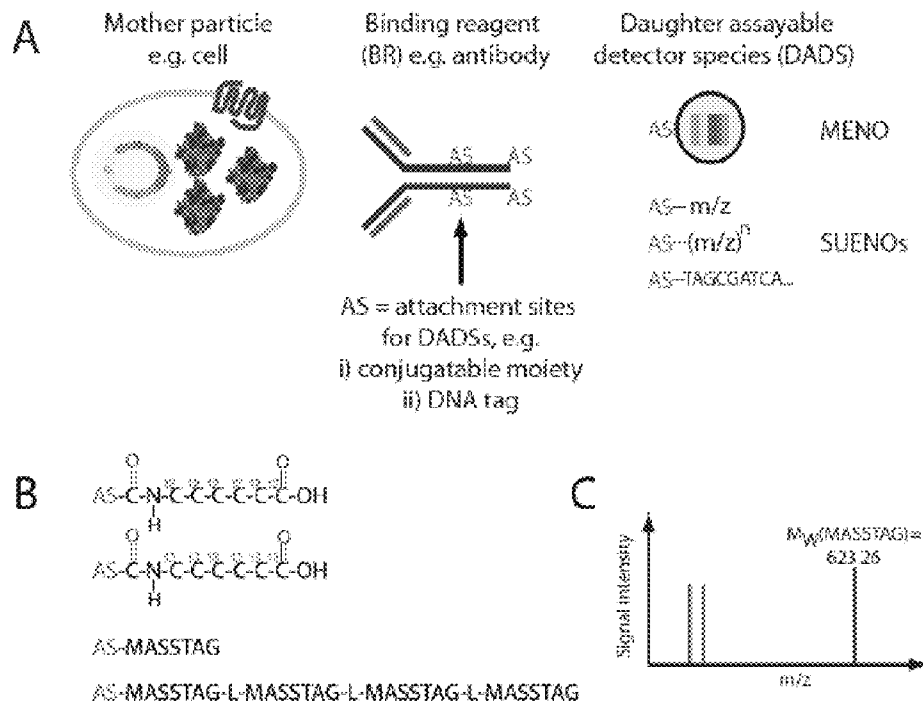 A
Mother particle
e.g. cell
Binding reagent
(BR) e.g. antibody
Daughter assayable
detector species (DADS)
AS
AS
AS
AS
AS
MENO
AS--m/z
AS--(m/z)ⁿ
SUENOs
AS--TAGCGATCA...
AS = attachment sites
for DADSs, e.g.
i) conjugatable moiety
ii) DNA tag
B
O
O
AS-C-N-C-C-C-C-C-C-OH
H
O
O
AS-C-N-C-C-C-C-C-C-OH
H
AS-MASSTAG
AS-MASSTAG-L-MASSTAG-L-MASSTAG-L-MASSTAG
C
Signal intensity
MW(MASSTAG)=
623.26
m/z